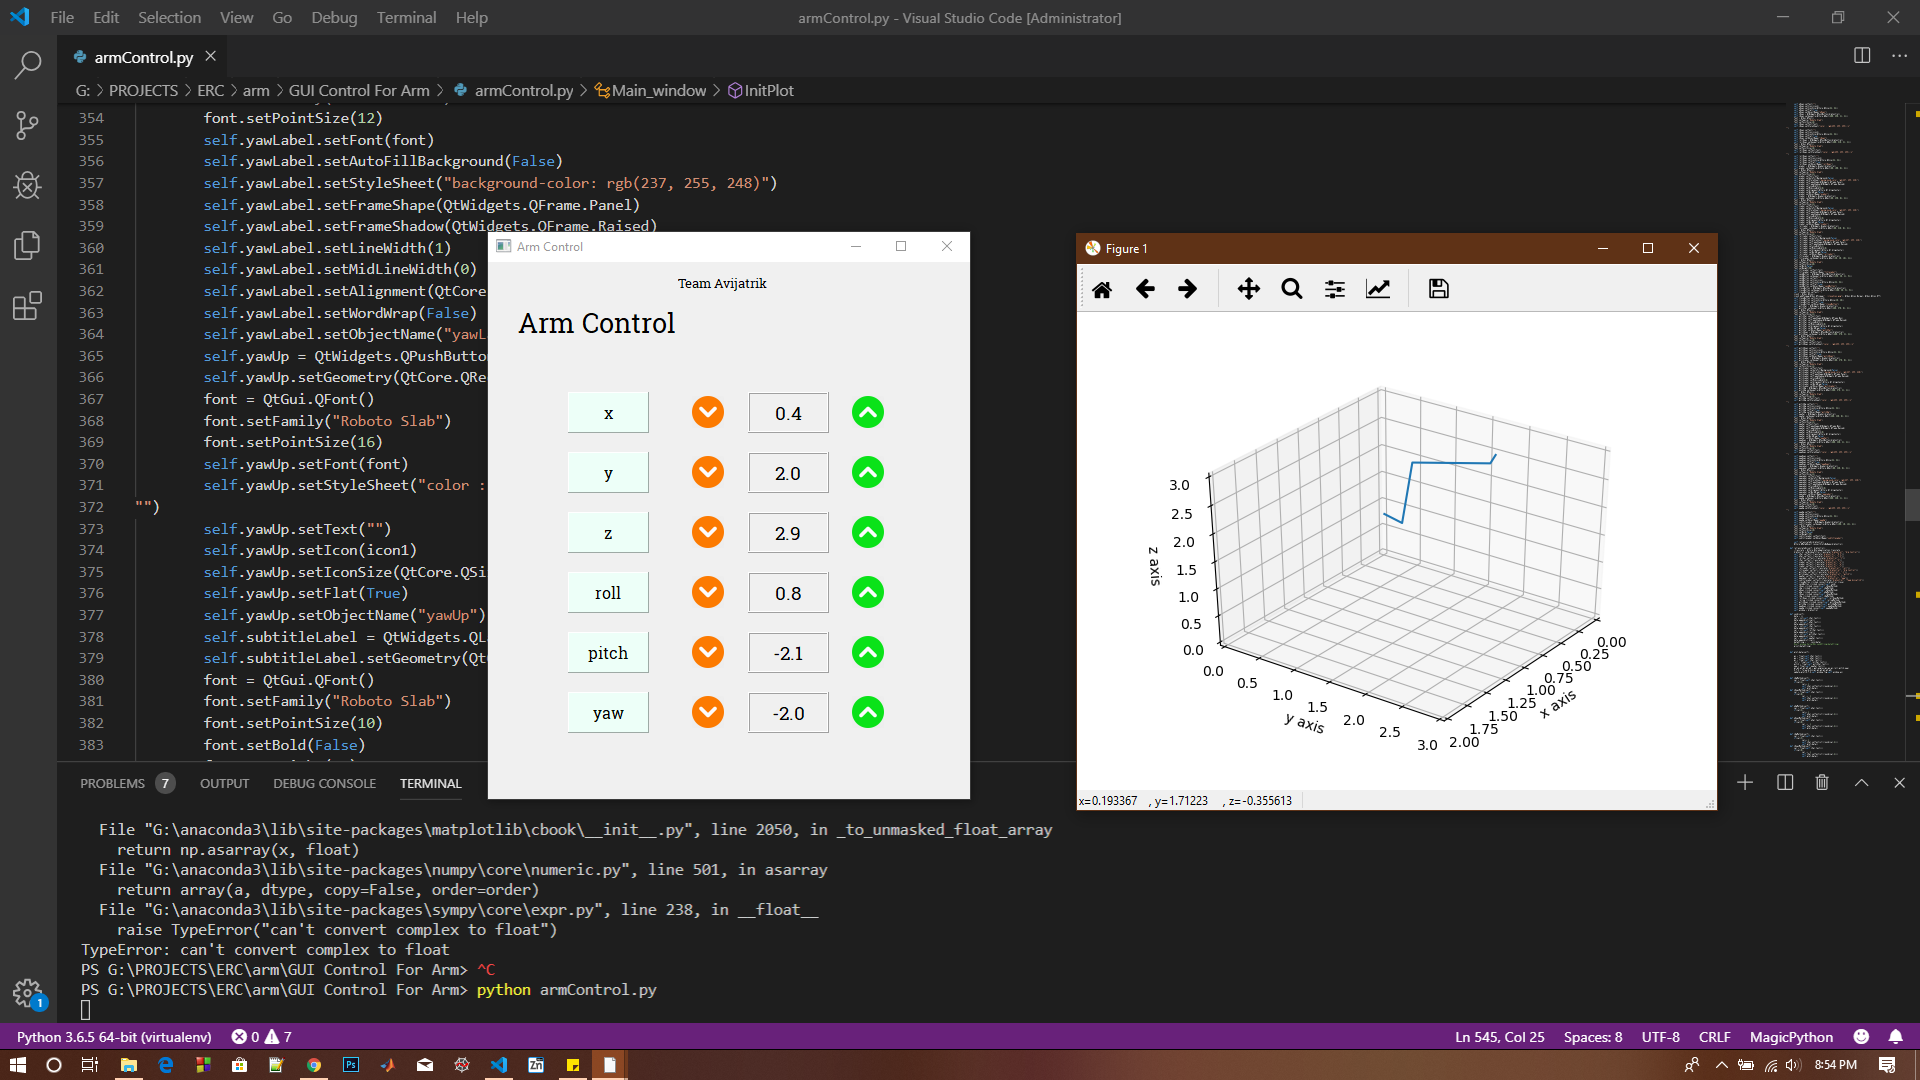 File Edit Selection View Go Debug Terminal Help
armControl.py - Visual Studio Code [Administrator]
armControl.py
G: > PROJECTS > ERC > arm > GUI Control For Arm > armControl.py > Main_window > InitPlot
354 font.setPointSize(12)
355 self.yawLabel.setFont(font)
356 self.yawLabel.setAutoFillBackground(False)
357 self.yawLabel.setStyleSheet("background-color: rgb(237, 255, 248)")
358 self.yawLabel.setFrameShape(QtWidgets.QFrame.Panel)
359 self.yawLabel.setFrameShadow(QtWidgets.QFrame.Raised)
360 self.yawLabel.setLineWidth(1)
361 self.yawLabel.setMidLineWidth(0)
362 self.yawLabel.setAlignment(QtCore
363 self.yawLabel.setWordWrap(False)
364 self.yawLabel.setObjectName("yawL
365 self.yawUp = QtWidgets.QPushButto
366 self.yawUp.setGeometry(QtCore.QRe
367 font = QtGui.QFont()
368 font.setFamily("Roboto Slab")
369 font.setPointSize(16)
370 self.yawUp.setFont(font)
371 self.yawUp.setStyleSheet("color :
372 "")
373 self.yawUp.setText("")
374 self.yawUp.setIcon(icon1)
375 self.yawUp.setIconSize(QtCore.QSi
376 self.yawUp.setFlat(True)
377 self.yawUp.setObjectName("yawUp")
378 self.subtitleLabel = QtWidgets.QL
379 self.subtitleLabel.setGeometry(Qt
380 font = QtGui.QFont()
381 font.setFamily("Roboto Slab")
382 font.setPointSize(10)
383 font.setBold(False)
Arm Control
Team Avijatrik
Arm Control
x 0.4
y 2.0
z 2.9
roll 0.8
pitch -2.1
yaw -2.0
Figure 1
3.0
2.5
2.0
1.5
1.0
0.5
0.0
z axis
0.0
0.5
1.0
1.5
2.0
2.5
3.0
y axis
0.00
0.25
0.50
0.75
1.00
1.25
1.50
1.75
2.00
x axis
x=0.193367 , y=1.71223 , z=-0.355613
PROBLEMS 7 OUTPUT DEBUG CONSOLE TERMINAL
File "G:\anaconda3\lib\site-packages\matplotlib\cbook\__init__.py", line 2050, in _to_unmasked_float_array
return np.asarray(x, float)
File "G:\anaconda3\lib\site-packages\numpy\core\numeric.py", line 501, in asarray
return array(a, dtype, copy=False, order=order)
File "G:\anaconda3\lib\site-packages\sympy\core\expr.py", line 238, in __float__
raise TypeError("can't convert complex to float")
TypeError: can't convert complex to float
PS G:\PROJECTS\ERC\arm\GUI Control For Arm> ^C
PS G:\PROJECTS\ERC\arm\GUI Control For Arm> python armControl.py
1
Python 3.6.5 64-bit (virtualenv) 0 7
Ln 545, Col 25 Spaces: 8 UTF-8 CRLF MagicPython
Ps
Zn
8:54 PM